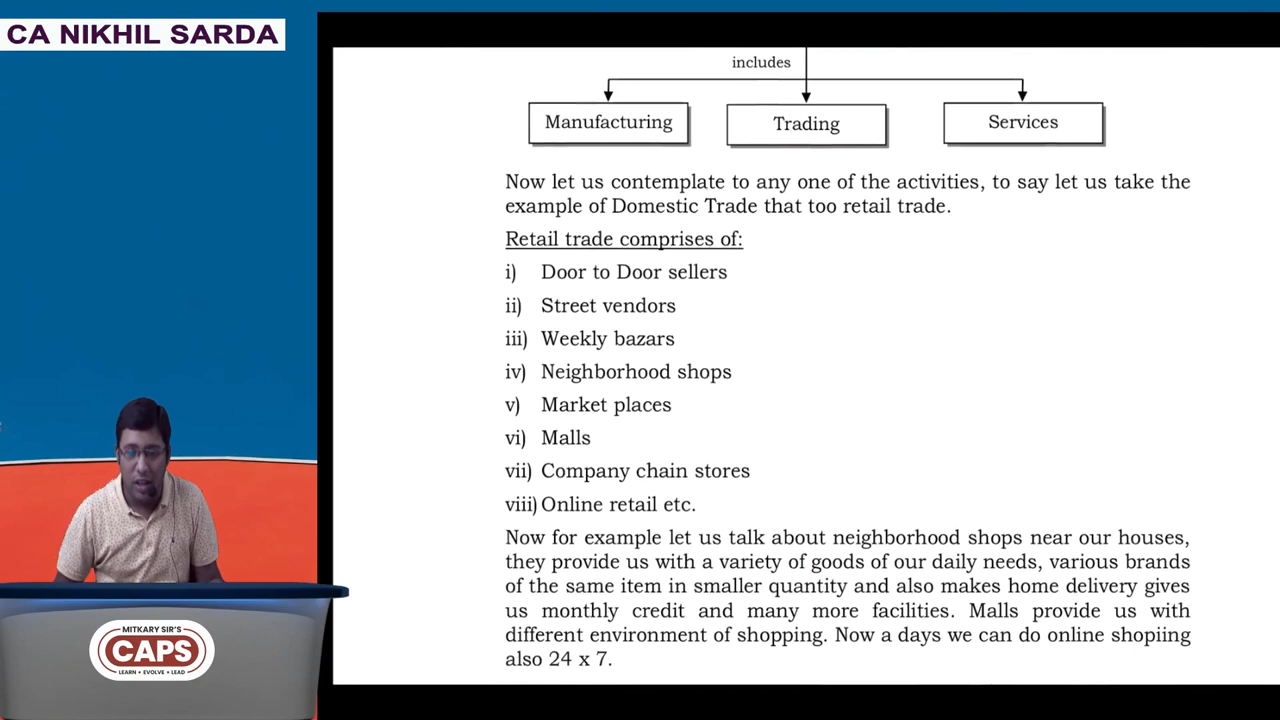 CA NIKHIL SARDA
includes
Manufacturing
Trading
Services
Now let us contemplate to any one of the activities, to say let us take the
example of Domestic Trade that too retail trade.
Retail trade comprises of:
i) Door to Door sellers
ii) Street vendors
iii) Weekly bazars
iv) Neighborhood shops
v) Market places
vi) Malls
vii) Company chain stores
viii) Online retail etc.
Now for example let us talk about neighborhood shops near our houses,
they provide us with a variety of goods of our daily needs, various brands
of the same item in smaller quantity and also makes home delivery gives
us monthly credit and many more facilities. Malls provide us with
different environment of shopping. Now a days we can do online shopiing
also 24 x 7.
MITKARY SIR'S
CAPS
LEARN • EVOLVE • LEAD